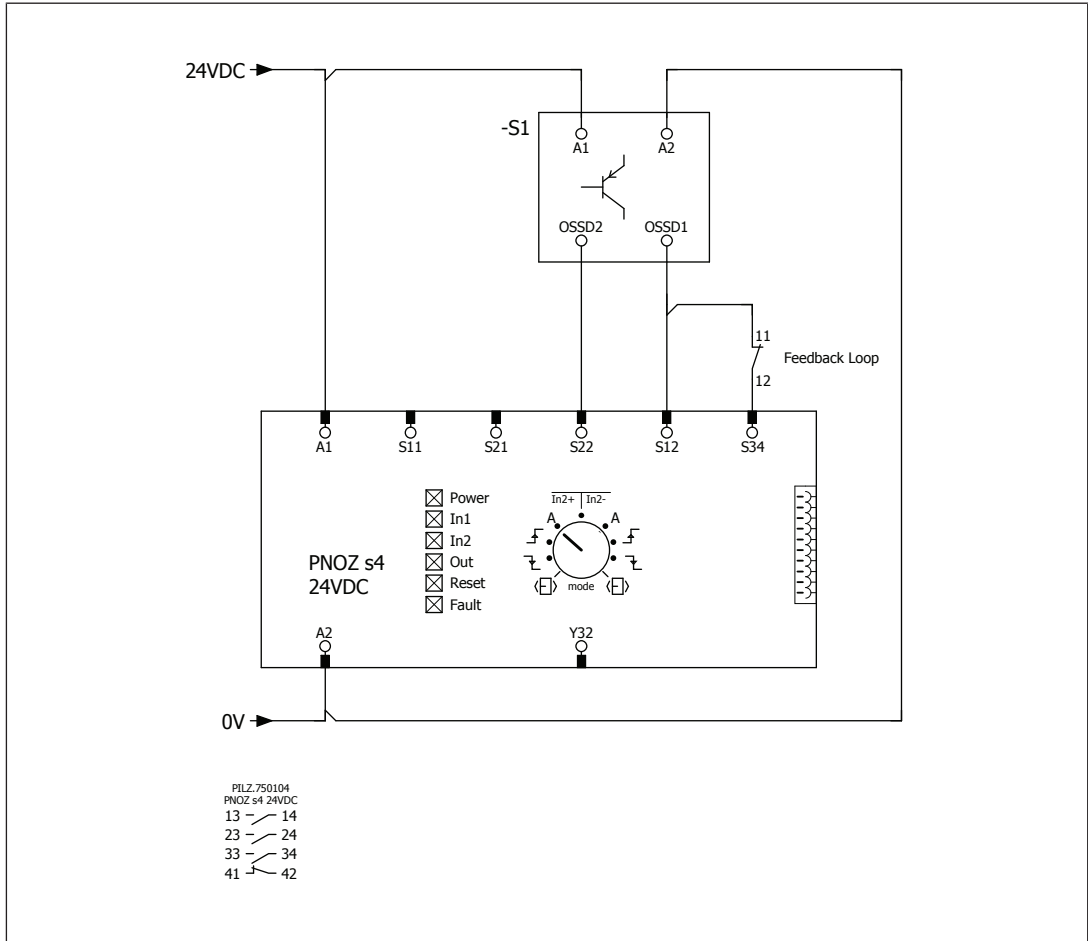 24VDC
-S1
A1 A2
OSSD2 OSSD1
11
Feedback Loop
12
A1 S11 S21 S22 S12 S34
Power
In1
In2
Out
Reset
Fault
In2+ In2-
A A
mode
PNOZ s4
24VDC
A2 Y32
0V
PILZ.750104
PNOZ s4 24VDC
13 14
23 24
33 34
41 42